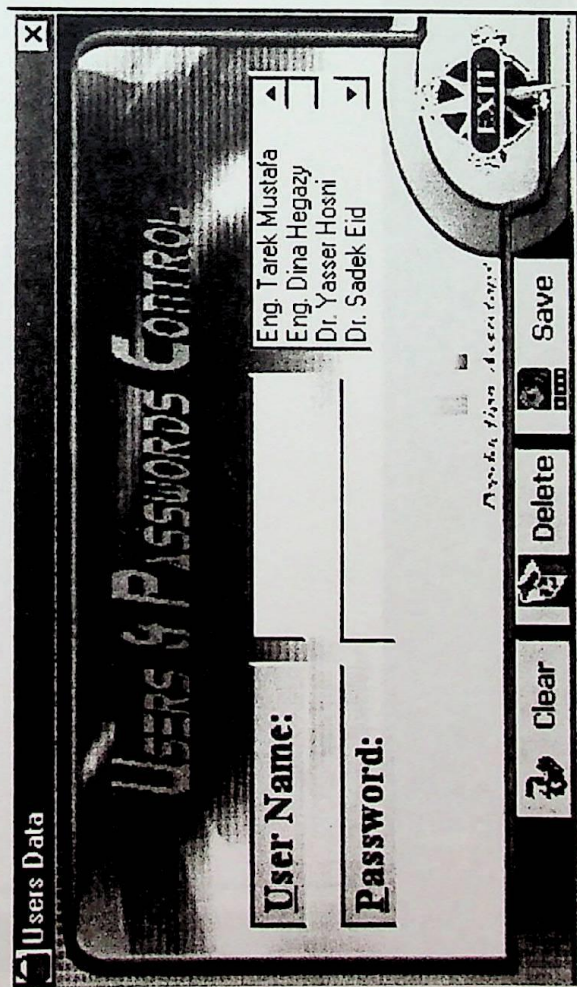 Users Data
USERS & PASSWORDS CONTROL
User Name:
Password:
Eng. Tarek Mustafa
Eng. Dina Hegazy
Dr. Yasser Hosni
Dr. Sadek Eid
EXIT
Clear
Delete
Save